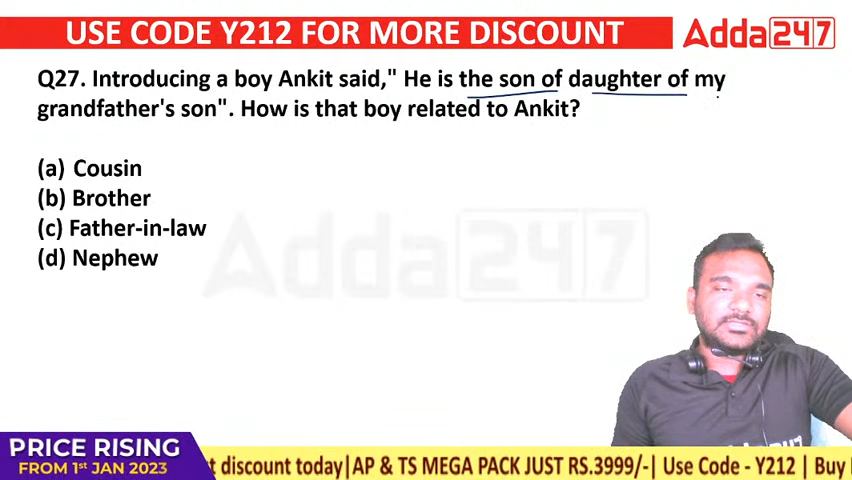 USE CODE Y212 FOR MORE DISCOUNT
Adda247
Q27. Introducing a boy Ankit said," He is the son of daughter of my
grandfather's son". How is that boy related to Ankit?
(a) Cousin
(b) Brother
(c) Father-in-law
(d) Nephew
Adda247
PRICE RISING
FROM 1st JAN 2023
discount today|AP & TS MEGA PACK JUST RS.3999/-| Use Code - Y212 | Buy